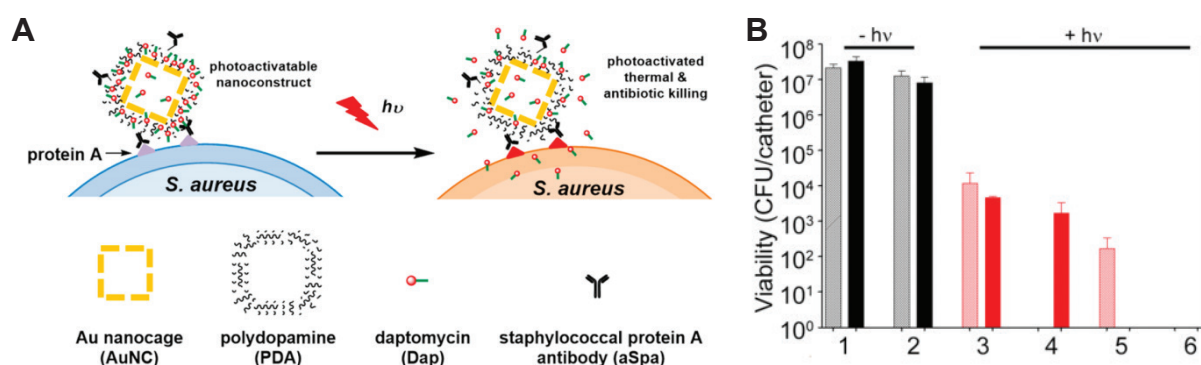 A
photoactivatable
nanoconstruct
protein A
S. aureus
hυ
photoactivated
thermal &
antibiotic killing
S. aureus
Au nanocage
(AuNC)
polydopamine
(PDA)
daptomycin
(Dap)
staphylococcal protein A
antibody (aSpa)
B
- hν
+ hν
Viability (CFU/catheter)
10⁸
10⁷
10⁶
10⁵
10⁴
10³
10²
10¹
10⁰
1 2 3 4 5 6